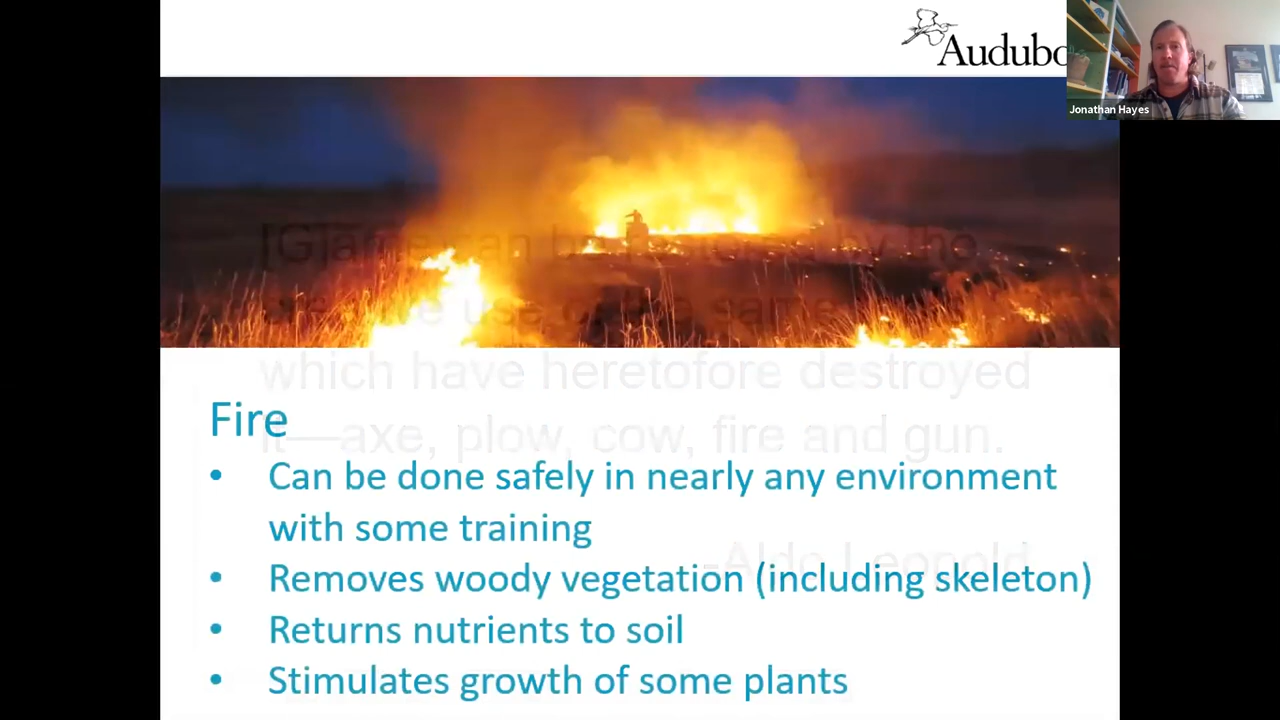 Audubo
Jonathan Hayes
[G]ame can be restored by the
creative use of the same tools
which have heretofore destroyed
it—axe, plow, cow, fire and gun.
-Aldo Leopold
Fire
• Can be done safely in nearly any environment
with some training
• Removes woody vegetation (including skeleton)
• Returns nutrients to soil
• Stimulates growth of some plants